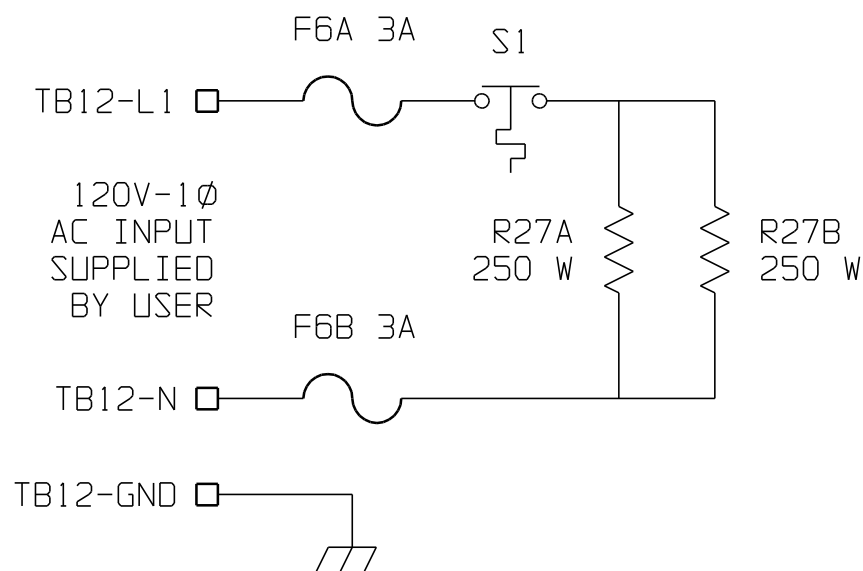 F6A 3A
S1
TB12-L1
120V-1Ø
AC INPUT
SUPPLIED
BY USER
R27A
250 W
R27B
250 W
F6B 3A
TB12-N
TB12-GND